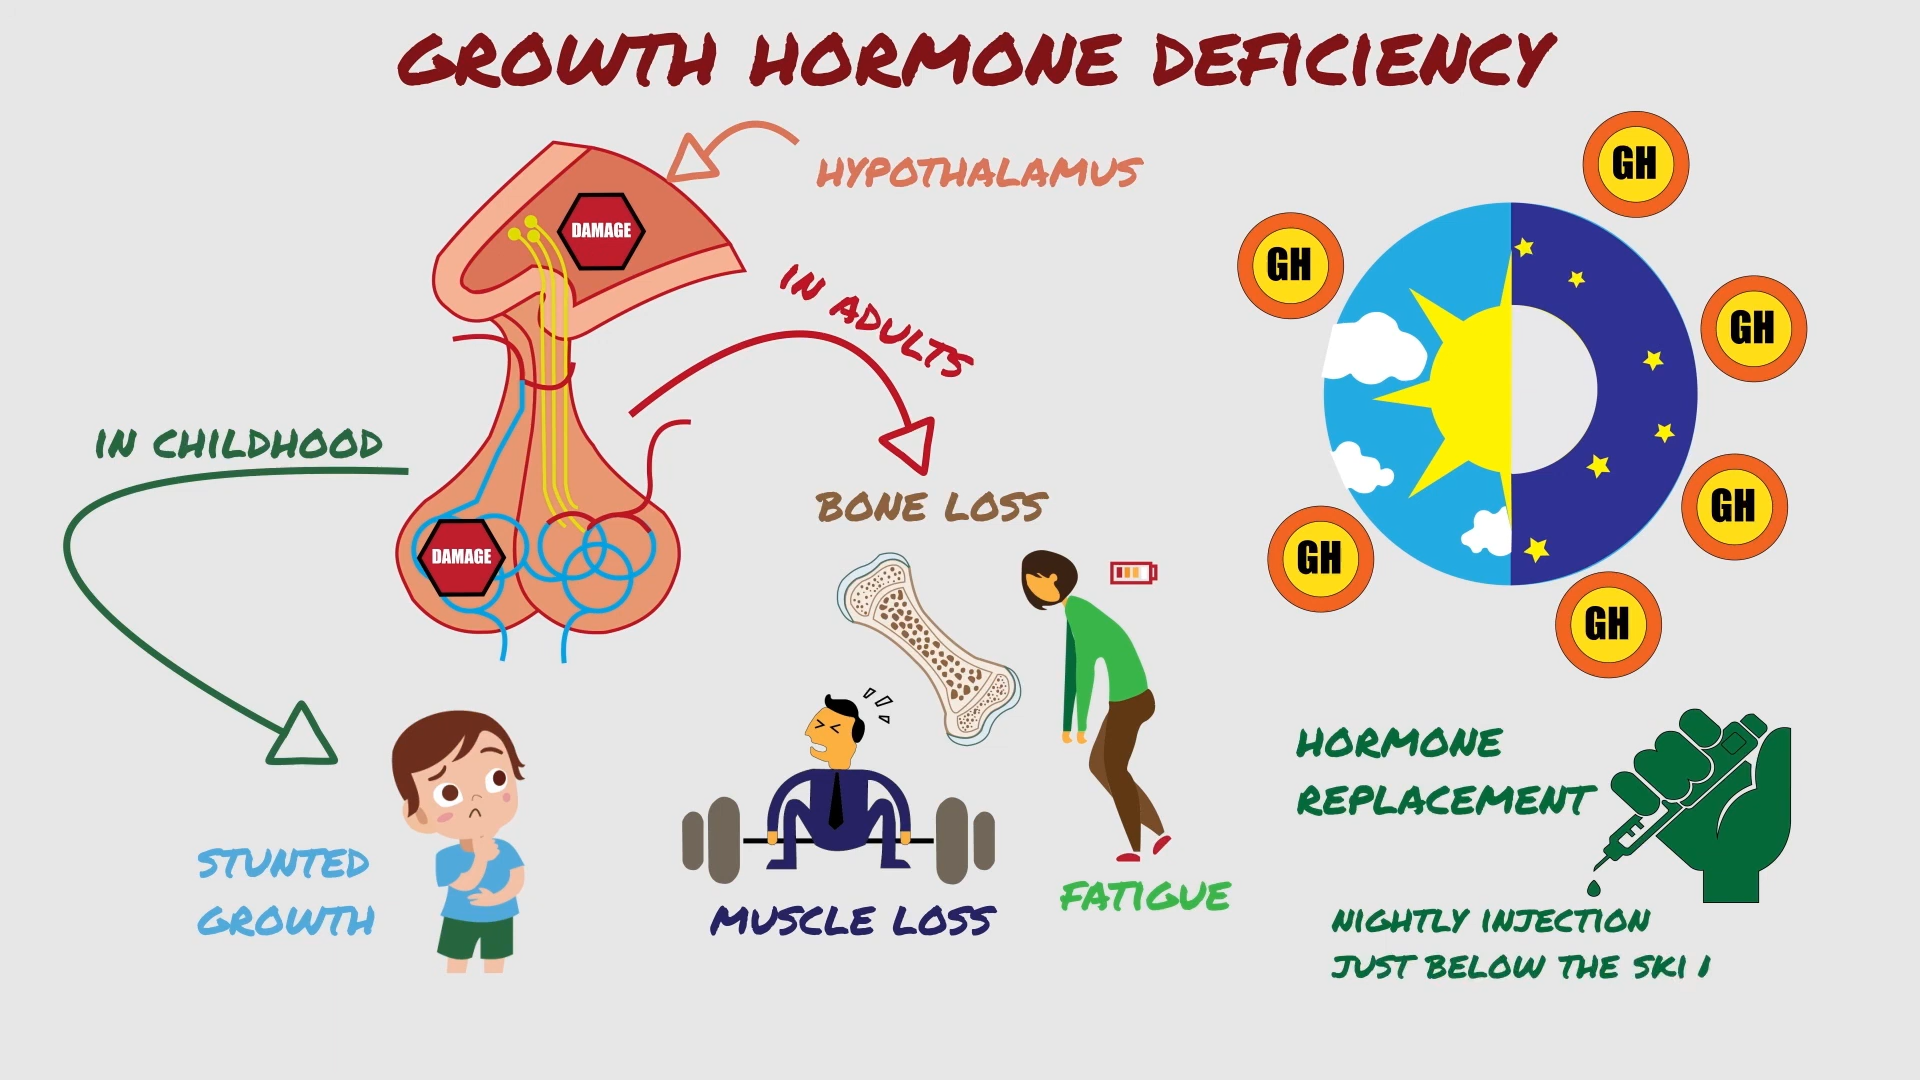 GROWTH HORMONE DEFICIENCY
HYPOTHALAMUS
DAMAGE
IN ADULTS
IN CHILDHOOD
DAMAGE
BONE LOSS
STUNTED
GROWTH
MUSCLE LOSS
FATIGUE
GH
GH
GH
GH
GH
GH
HORMONE
REPLACEMENT
NIGHTLY INJECTION
JUST BELOW THE SKI